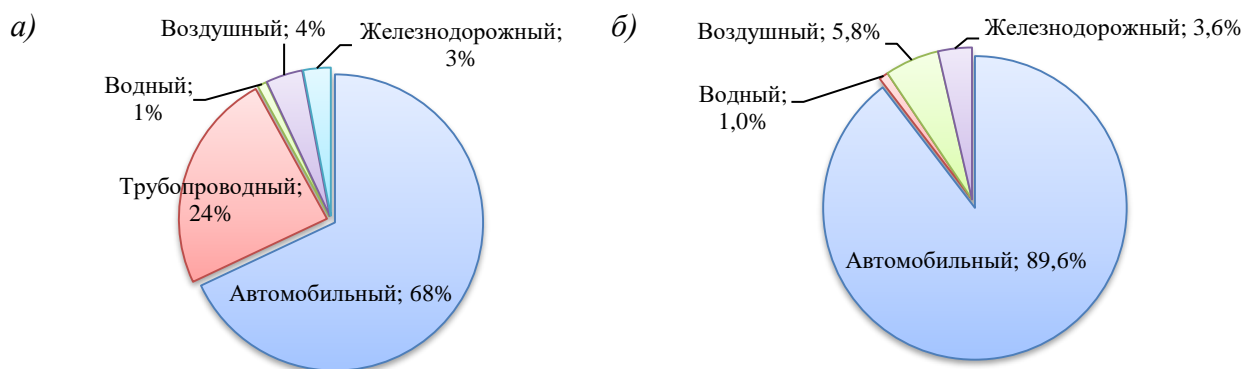 а)
Воздушный; 4%
Железнодорожный;
3%
Водный;
1%
Трубопроводный;
24%
Автомобильный; 68%
б)
Воздушный; 5,8%
Железнодорожный; 3,6%
Водный;
1,0%
Автомобильный; 89,6%